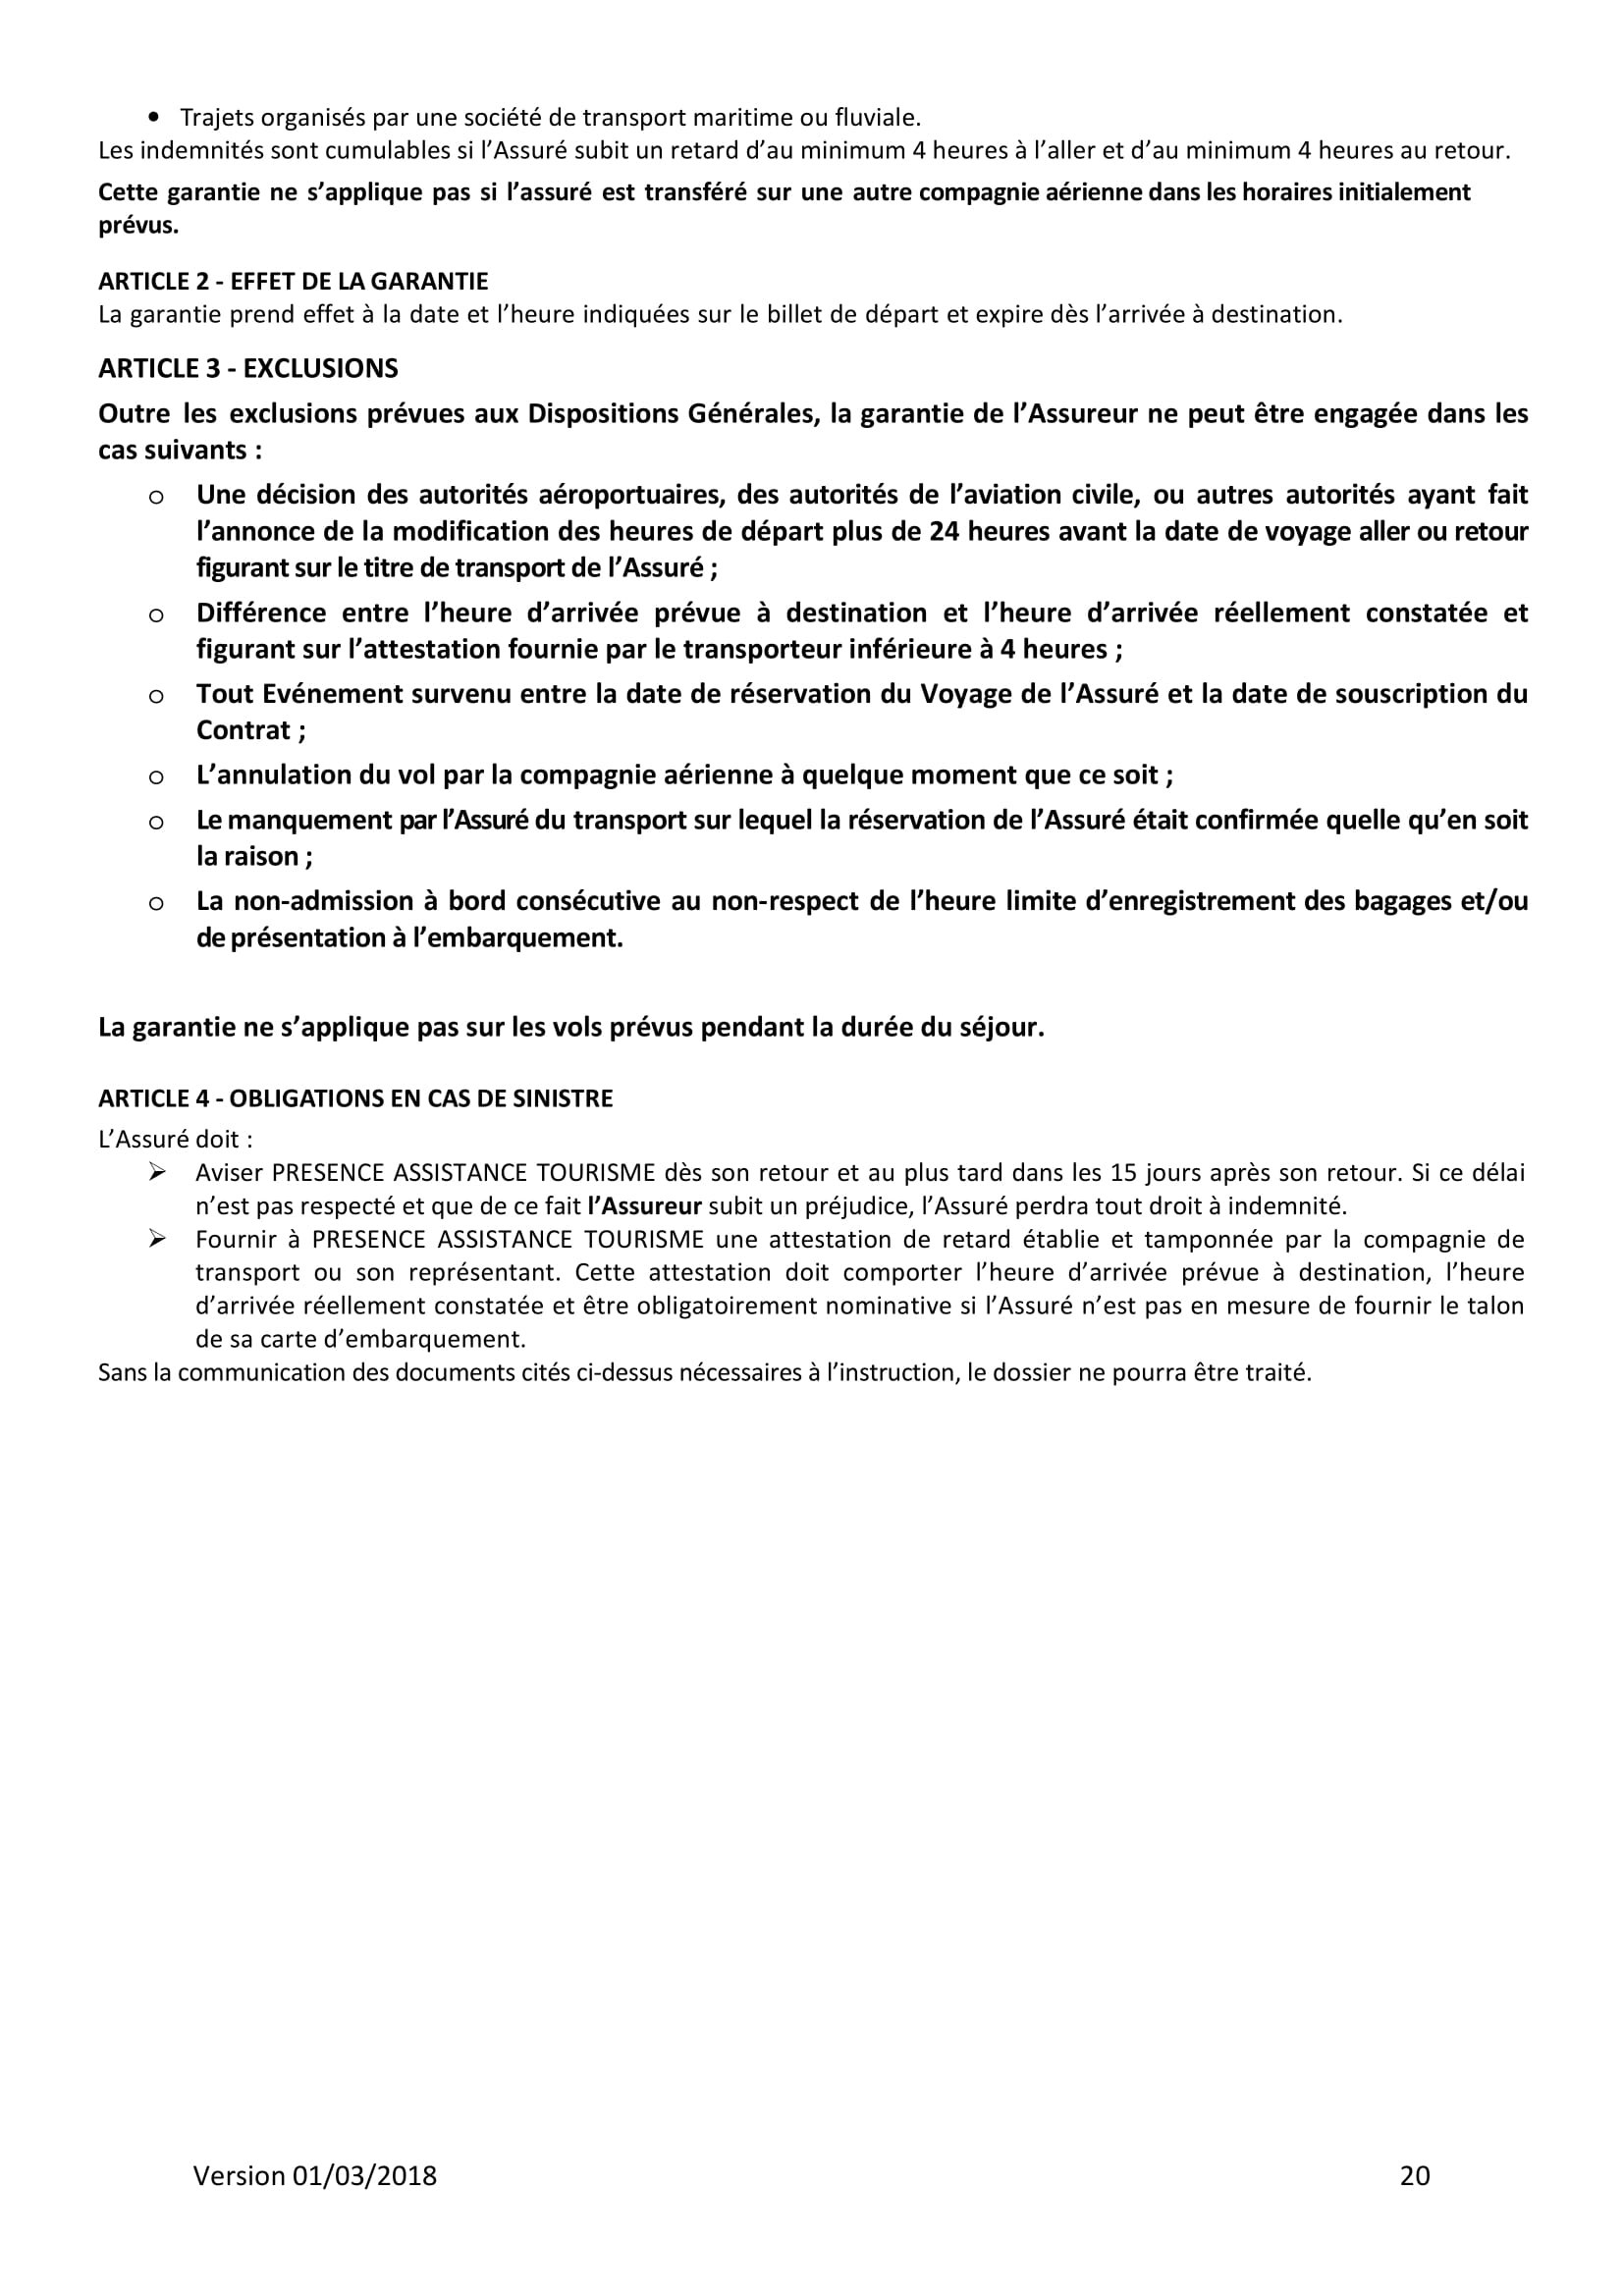 • Trajets organisés par une société de transport maritime ou fluviale.
Les indemnités sont cumulables si l’Assuré subit un retard d’au minimum 4 heures à l’aller et d’au minimum 4 heures au retour.
Cette garantie ne s’applique pas si l’assuré est transféré sur une autre compagnie aérienne dans les horaires initialement
prévus.
ARTICLE 2 - EFFET DE LA GARANTIE
La garantie prend effet à la date et l’heure indiquées sur le billet de départ et expire dès l’arrivée à destination.
ARTICLE 3 - EXCLUSIONS
Outre les exclusions prévues aux Dispositions Générales, la garantie de l’Assureur ne peut être engagée dans les
cas suivants :
o Une décision des autorités aéroportuaires, des autorités de l’aviation civile, ou autres autorités ayant fait
l’annonce de la modification des heures de départ plus de 24 heures avant la date de voyage aller ou retour
figurant sur le titre de transport de l’Assuré ;
o Différence entre l’heure d’arrivée prévue à destination et l’heure d’arrivée réellement constatée et
figurant sur l’attestation fournie par le transporteur inférieure à 4 heures ;
o Tout Evénement survenu entre la date de réservation du Voyage de l’Assuré et la date de souscription du
Contrat ;
o L’annulation du vol par la compagnie aérienne à quelque moment que ce soit ;
o Le manquement par l’Assuré du transport sur lequel la réservation de l’Assuré était confirmée quelle qu’en soit
la raison ;
o La non-admission à bord consécutive au non-respect de l’heure limite d’enregistrement des bagages et/ou
de présentation à l’embarquement.
La garantie ne s’applique pas sur les vols prévus pendant la durée du séjour.
ARTICLE 4 - OBLIGATIONS EN CAS DE SINISTRE
L’Assuré doit :
➢ Aviser PRESENCE ASSISTANCE TOURISME dès son retour et au plus tard dans les 15 jours après son retour. Si ce délai
n’est pas respecté et que de ce fait l’Assureur subit un préjudice, l’Assuré perdra tout droit à indemnité.
➢ Fournir à PRESENCE ASSISTANCE TOURISME une attestation de retard établie et tamponnée par la compagnie de
transport ou son représentant. Cette attestation doit comporter l’heure d’arrivée prévue à destination, l’heure
d’arrivée réellement constatée et être obligatoirement nominative si l’Assuré n’est pas en mesure de fournir le talon
de sa carte d’embarquement.
Sans la communication des documents cités ci-dessus nécessaires à l’instruction, le dossier ne pourra être traité.
Version 01/03/2018 20